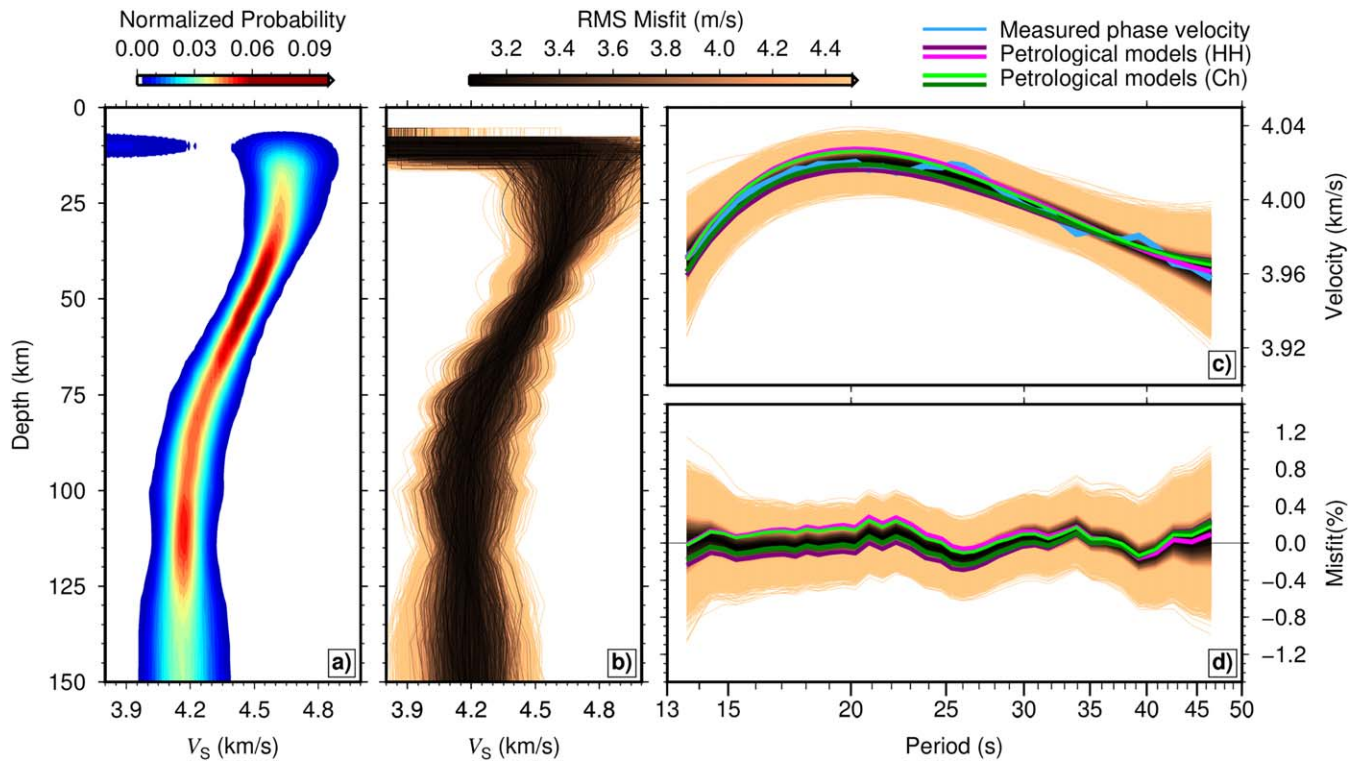 Normalized Probability
0.00 0.03 0.06 0.09
RMS Misfit (m/s)
3.2 3.4 3.6 3.8 4.0 4.2 4.4
Measured phase velocity
Petrological models (HH)
Petrological models (Ch)
0
25
50
75
100
125
150
Depth (km)
3.9 4.2 4.5 4.8
V_S (km/s)
a)
3.9 4.2 4.5 4.8
V_S (km/s)
b)
4.04
4.00
3.96
3.92
Velocity (km/s)
c)
1.2
0.8
0.4
0.0
−0.4
−0.8
−1.2
Misfit(%)
d)
13 15 20 25 30 35 40 45 50
Period (s)